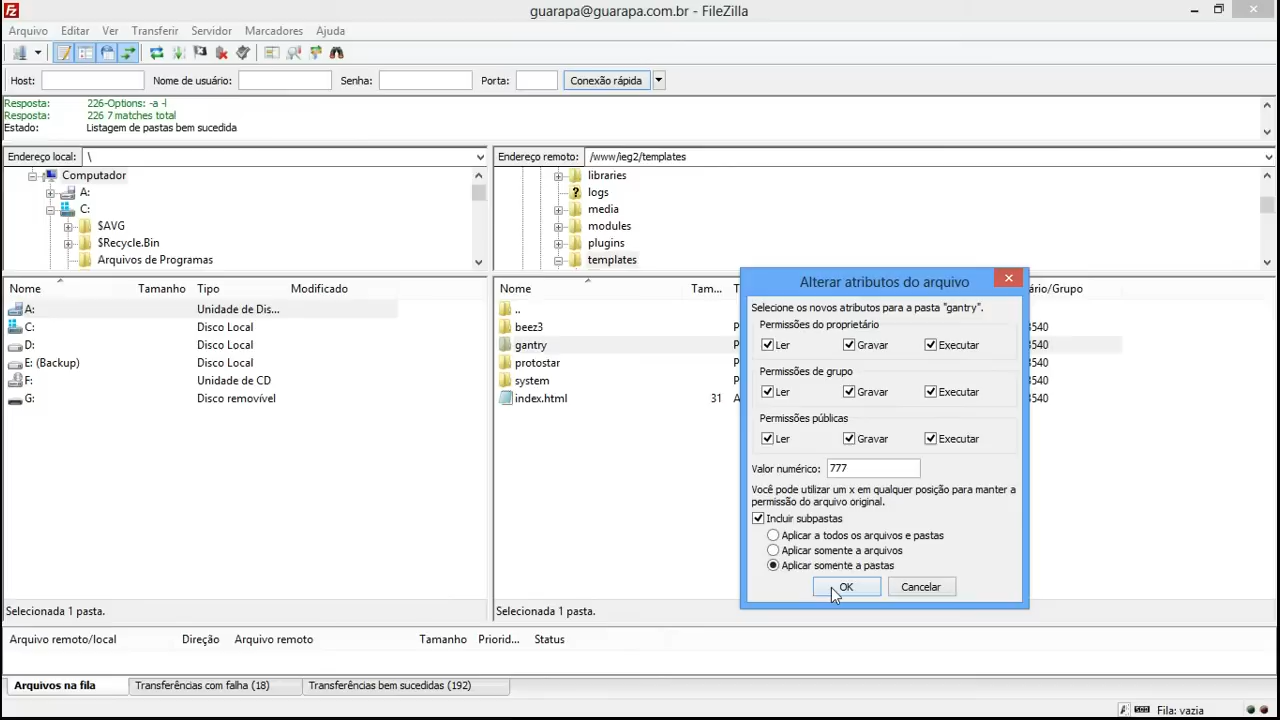 guarapa@guarapa.com.br - FileZilla
Arquivo Editar Ver Transferir Servidor Marcadores Ajuda
Host: Nome de usuário: Senha: Porta: Conexão rápida
Resposta: 226-Options: -a -l
Resposta: 226 7 matches total
Estado: Listagem de pastas bem sucedida
Endereço local: \
Computador
A:
C:
$AVG
$Recycle.Bin
Arquivos de Programas
Endereço remoto: /www/ieg2/templates
libraries
? logs
media
modules
plugins
templates
Nome Tamanho Tipo Modificado
A: Unidade de Dis...
C: Disco Local
D: Disco Local
E: (Backup) Disco Local
F: Unidade de CD
G: Disco removível
Selecionada 1 pasta.
Nome Tam... ário/Grupo
..
beez3 3540
gantry 3540
protostar 3540
system 3540
index.html 31 3540
Selecionada 1 pasta.
Alterar atributos do arquivo
Selecione os novos atributos para a pasta "gantry".
Permissões do proprietário
Ler Gravar Executar
Permissões de grupo
Ler Gravar Executar
Permissões públicas
Ler Gravar Executar
Valor numérico: 777
Você pode utilizar um x em qualquer posição para manter a
permissão do arquivo original.
Incluir subpastas
Aplicar a todos os arquivos e pastas
Aplicar somente a arquivos
Aplicar somente a pastas
OK Cancelar
Arquivo remoto/local Direção Arquivo remoto Tamanho Priorid... Status
Arquivos na fila Transferências com falha (18) Transferências bem sucedidas (192)
Fila: vazia